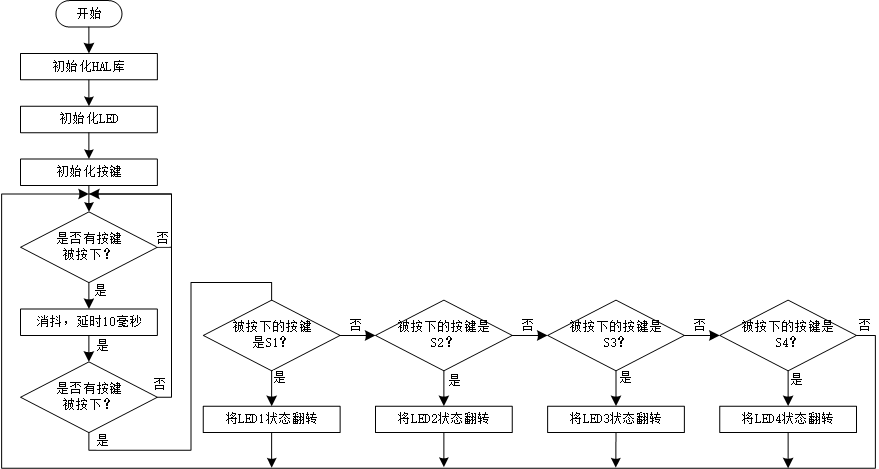 开始
初始化HAL库
初始化LED
初始化按键
是否有按键
被按下？
否
是
消抖，延时10毫秒
是
是否有按键
被按下？
否
是
被按下的按键
是S1？
否
是
将LED1状态翻转
被按下的按键是
S2？
否
是
将LED2状态翻转
被按下的按键是
S3？
否
是
将LED3状态翻转
被按下的按键是
S4？
否
是
将LED4状态翻转